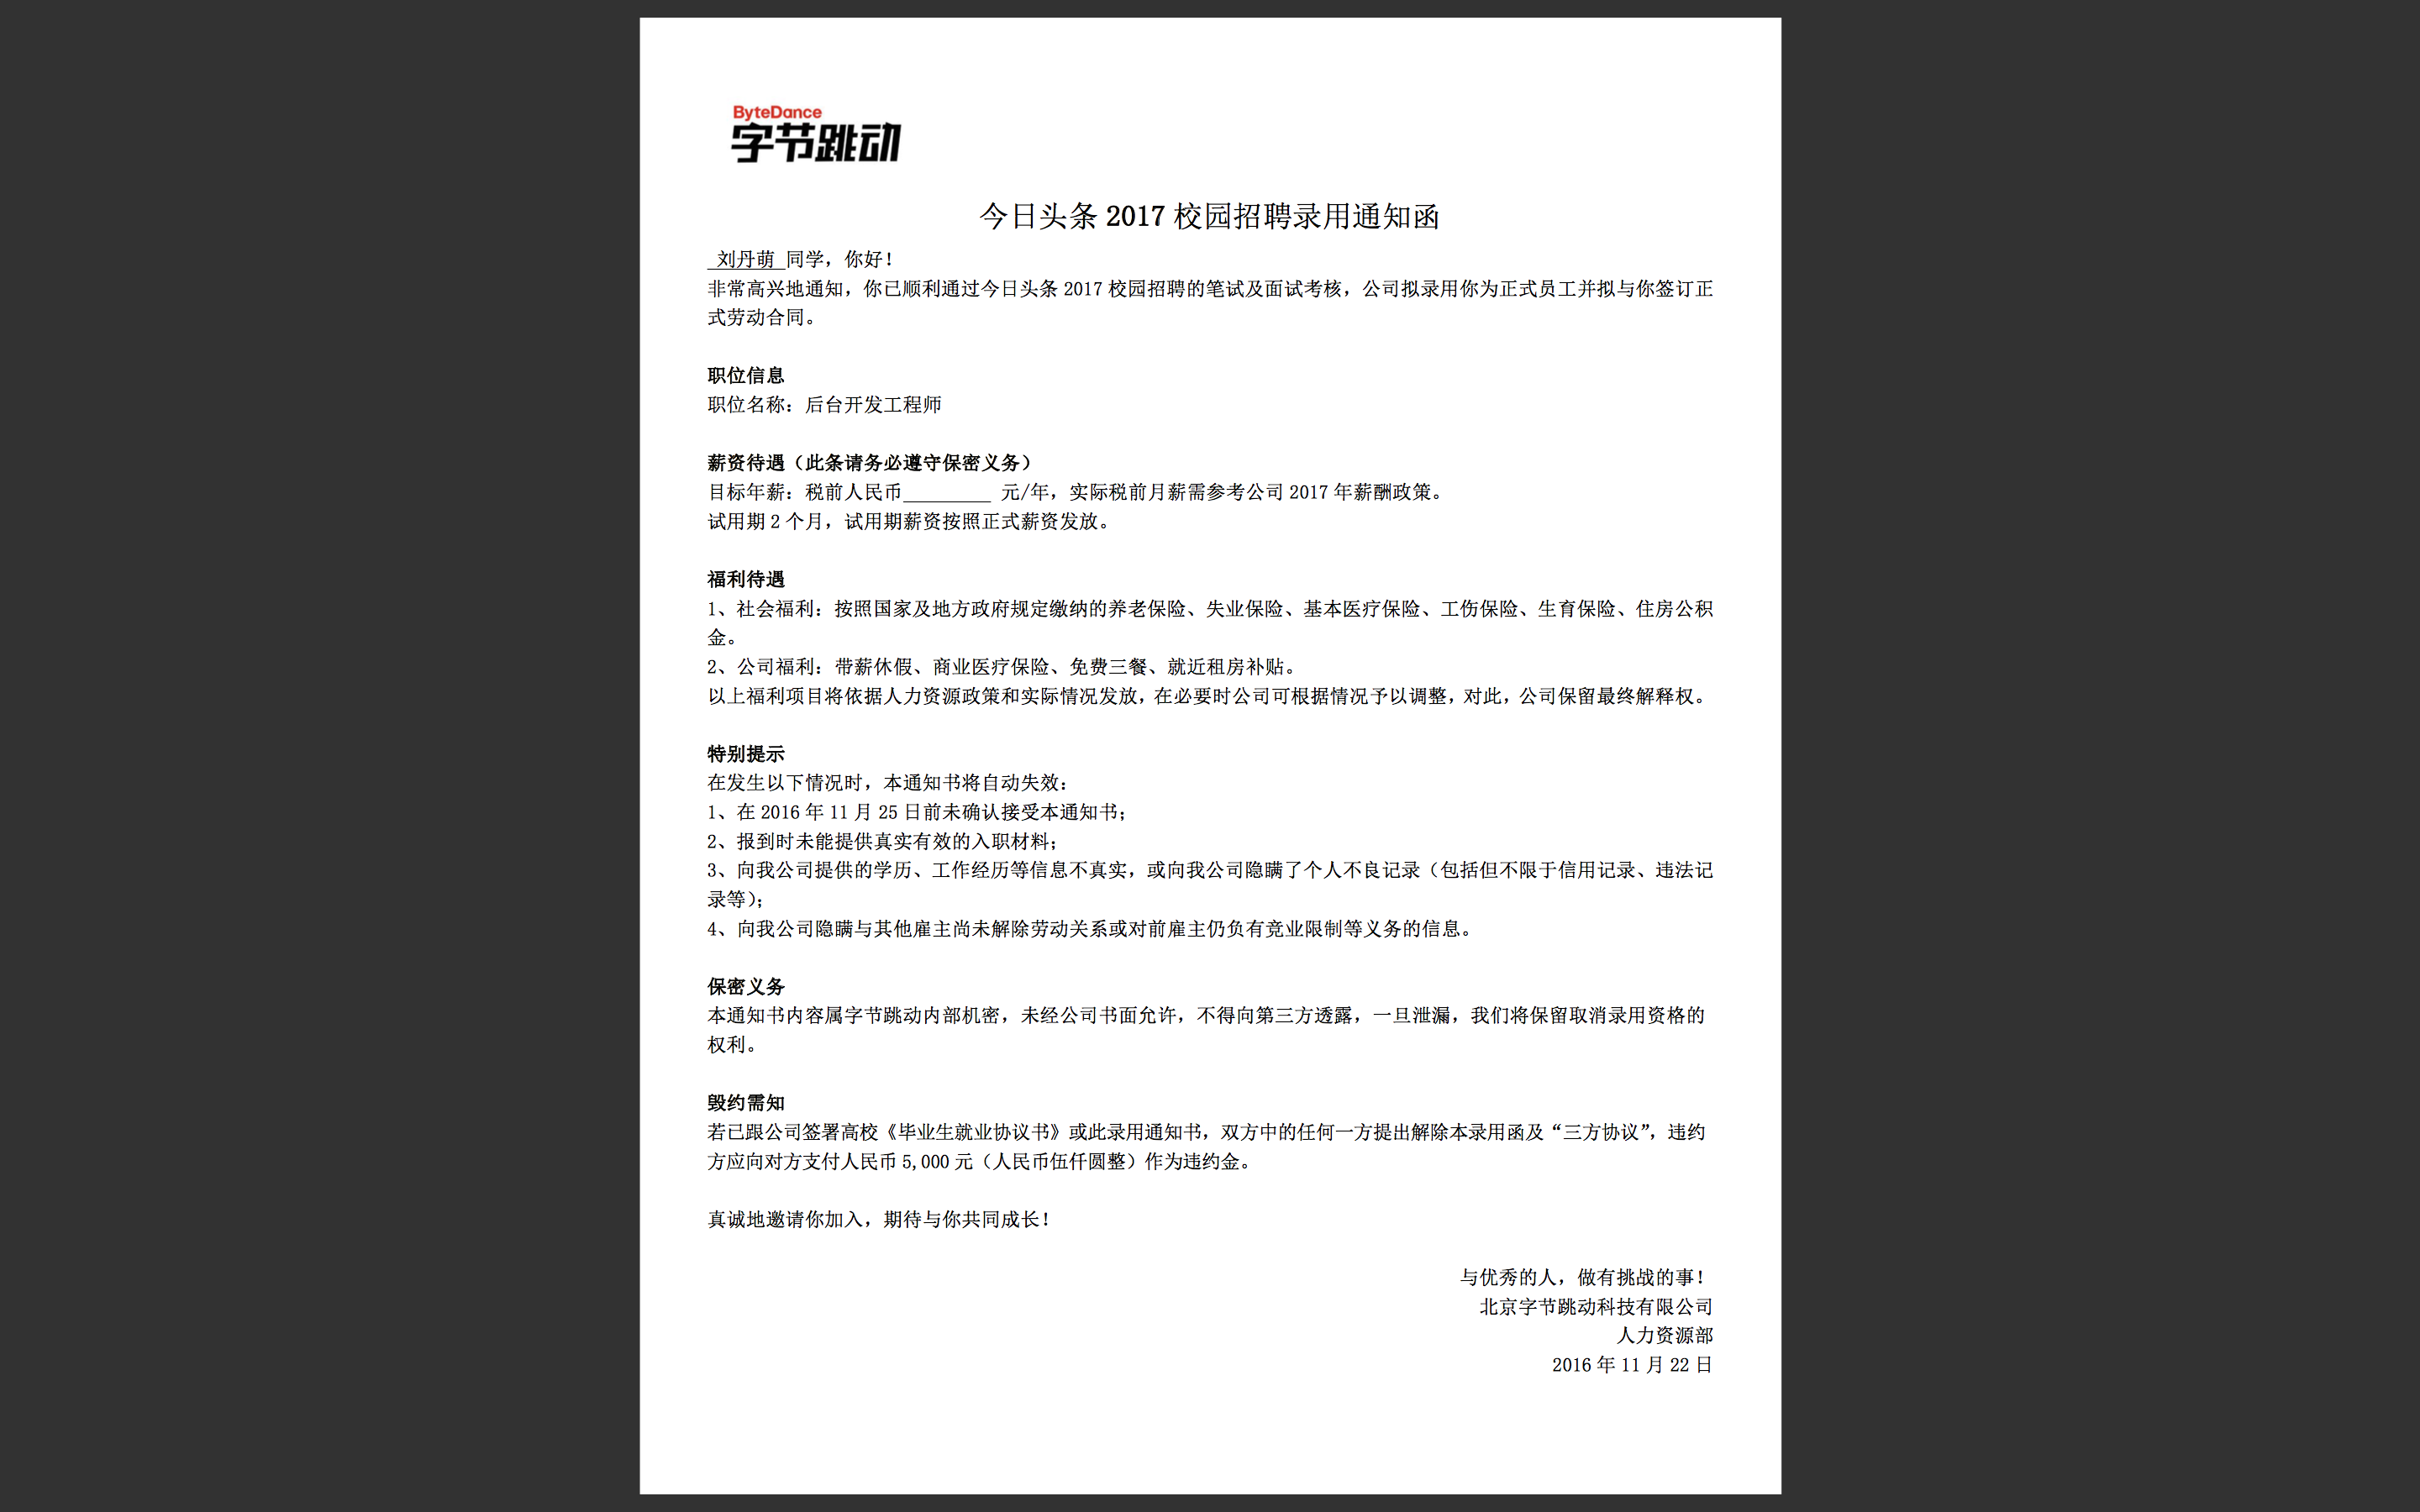 ByteDance
字节跳动
今日头条 2017 校园招聘录用通知函
刘丹萌 同学，你好！
非常高兴地通知，你已顺利通过今日头条 2017 校园招聘的笔试及面试考核，公司拟录用你为正式员工并拟与你签订正
式劳动合同。
职位信息
职位名称：后台开发工程师
薪资待遇（此条请务必遵守保密义务）
目标年薪：税前人民币_________ 元/年，实际税前月薪需参考公司 2017 年薪酬政策。
试用期 2 个月，试用期薪资按照正式薪资发放。
福利待遇
1、社会福利：按照国家及地方政府规定缴纳的养老保险、失业保险、基本医疗保险、工伤保险、生育保险、住房公积
金。
2、公司福利：带薪休假、商业医疗保险、免费三餐、就近租房补贴。
以上福利项目将依据人力资源政策和实际情况发放，在必要时公司可根据情况予以调整，对此，公司保留最终解释权。
特别提示
在发生以下情况时，本通知书将自动失效：
1、在 2016 年 11 月 25 日前未确认接受本通知书；
2、报到时未能提供真实有效的入职材料；
3、向我公司提供的学历、工作经历等信息不真实，或向我公司隐瞒了个人不良记录（包括但不限于信用记录、违法记
录等）；
4、向我公司隐瞒与其他雇主尚未解除劳动关系或对前雇主仍负有竞业限制等义务的信息。
保密义务
本通知书内容属字节跳动内部机密，未经公司书面允许，不得向第三方透露，一旦泄漏，我们将保留取消录用资格的
权利。
毁约需知
若已跟公司签署高校《毕业生就业协议书》或此录用通知书，双方中的任何一方提出解除本录用函及“三方协议”，违约
方应向对方支付人民币 5,000 元（人民币伍仟圆整）作为违约金。
真诚地邀请你加入，期待与你共同成长！
与优秀的人，做有挑战的事！
北京字节跳动科技有限公司
人力资源部
2016 年 11 月 22 日